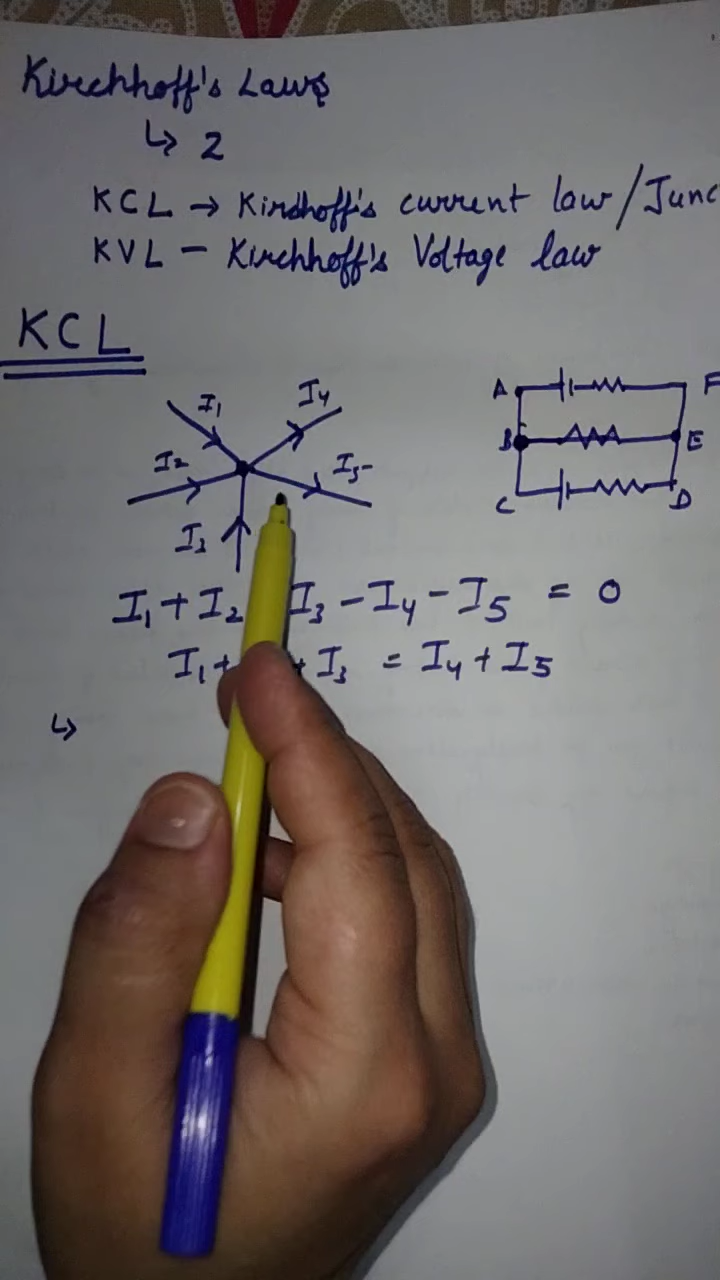 Kirchhoff's Laws
↳ 2
KCL → Kirchhoff's current law / Junc
KVL – Kirchhoff's Voltage law
KCL
I₁ I₄
I₂ I₅
I₃
A F
B E
C D
I₁ + I₂ I₃ – I₄ – I₅ = 0
I₁ + + I₃ = I₄ + I₅
↳